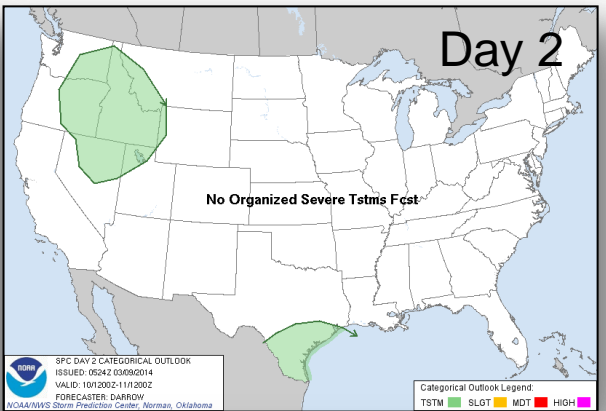 Day 2
No Organized Severe Tstms Fcst
NOAA
SPC DAY 2 CATEGORICAL OUTLOOK
ISSUED: 0524Z 03/09/2014
VALID: 10/1200Z-11/1200Z
FORECASTER: DARROW
NOAA/NWS Storm Prediction Center, Norman, Oklahoma
Categorical Outlook Legend:
TSTM SLGT MDT HIGH